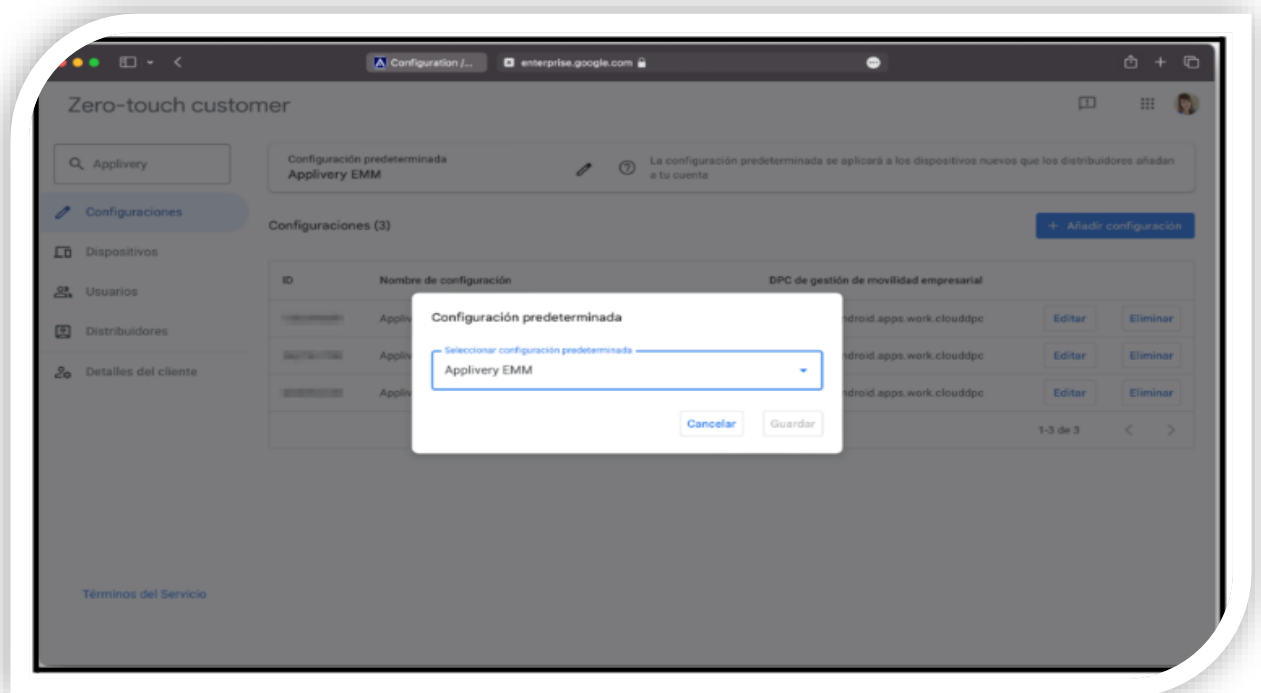 Configuration /...
enterprise.google.com
Zero-touch customer
Applivery
Configuración predeterminada
Applivery EMM
La configuración predeterminada se aplicará a los dispositivos nuevos que los distribuidores añadan
a tu cuenta
Configuraciones
Dispositivos
Usuarios
Distribuidores
Detalles del cliente
Términos del Servicio
Configuraciones (3)
+ Añadir configuración
ID Nombre de configuración DPC de gestión de movilidad empresarial
Appliv ndroid.apps.work.clouddpc Editar Eliminar
Appliv ndroid.apps.work.clouddpc Editar Eliminar
Appliv ndroid.apps.work.clouddpc Editar Eliminar
1-3 de 3
Configuración predeterminada
Seleccionar configuración predeterminada
Applivery EMM
Cancelar Guardar